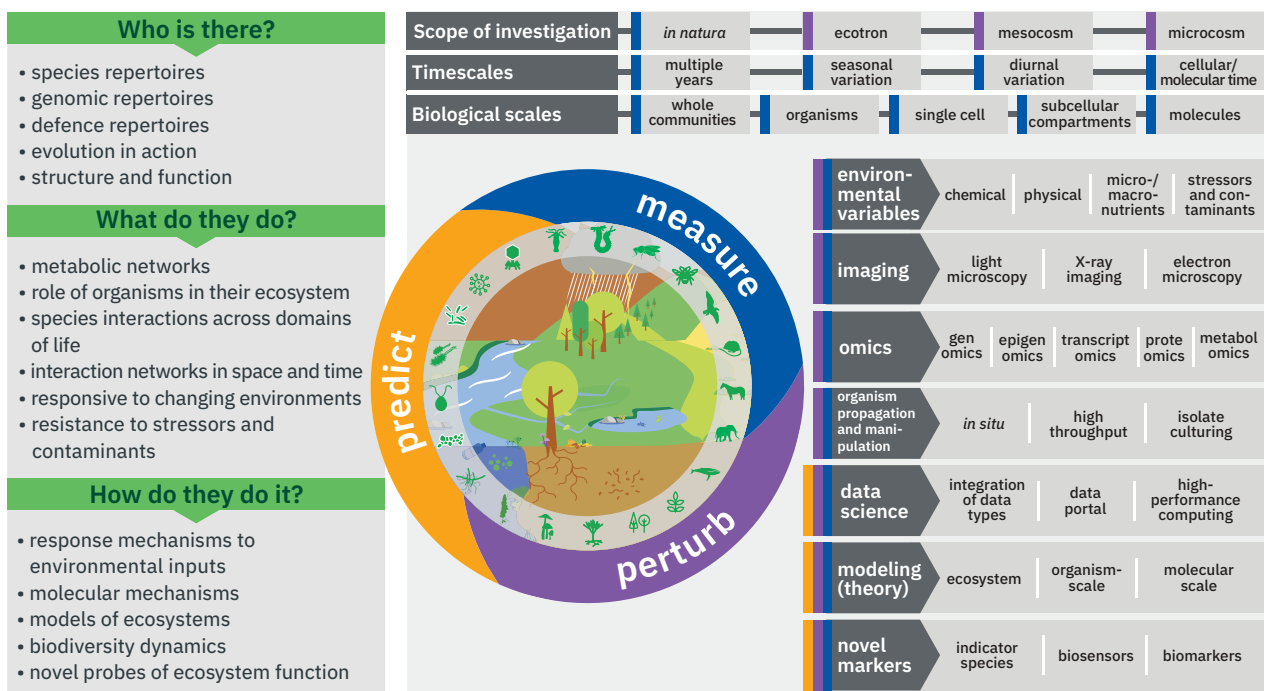 Who is there?
• species repertoires
• genomic repertoires
• defence repertoires
• evolution in action
• structure and function
What do they do?
• metabolic networks
• role of organisms in their ecosystem
• species interactions across domains
of life
• interaction networks in space and time
• responsive to changing environments
• resistance to stressors and
contaminants
How do they do it?
• response mechanisms to
environmental inputs
• molecular mechanisms
• models of ecosystems
• biodiversity dynamics
• novel probes of ecosystem function
Scope of investigation
in natura
ecotron
mesocosm
microcosm
Timescales
multiple
years
seasonal
variation
diurnal
variation
cellular/
molecular time
Biological scales
whole
communities
organisms
single cell
subcellular
compartments
molecules
measure
predict
perturb
environ-
mental
variables
chemical
physical
micro-/
macro-
nutrients
stressors
and con-
taminants
imaging
light
microscopy
X-ray
imaging
electron
microscopy
omics
gen
omics
epigen
omics
transcript
omics
prote
omics
metabol
omics
organism
propagation
and mani-
pulation
in situ
high
throughput
isolate
culturing
data
science
integration
of data
types
data
portal
high-
performance
computing
modeling
(theory)
ecosystem
organism-
scale
molecular
scale
novel
markers
indicator
species
biosensors
biomarkers